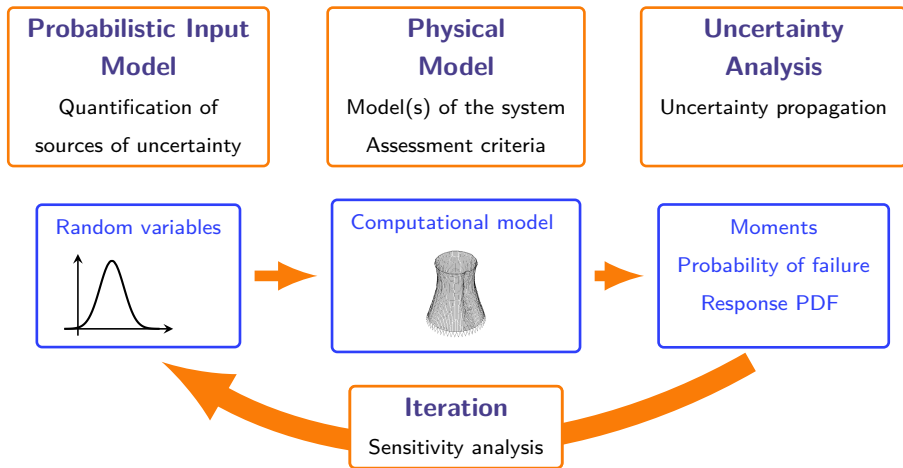 Probabilistic Input
Model
Quantification of
sources of uncertainty
Physical
Model
Model(s) of the system
Assessment criteria
Uncertainty
Analysis
Uncertainty propagation
Random variables
Computational model
Moments
Probability of failure
Response PDF
Iteration
Sensitivity analysis